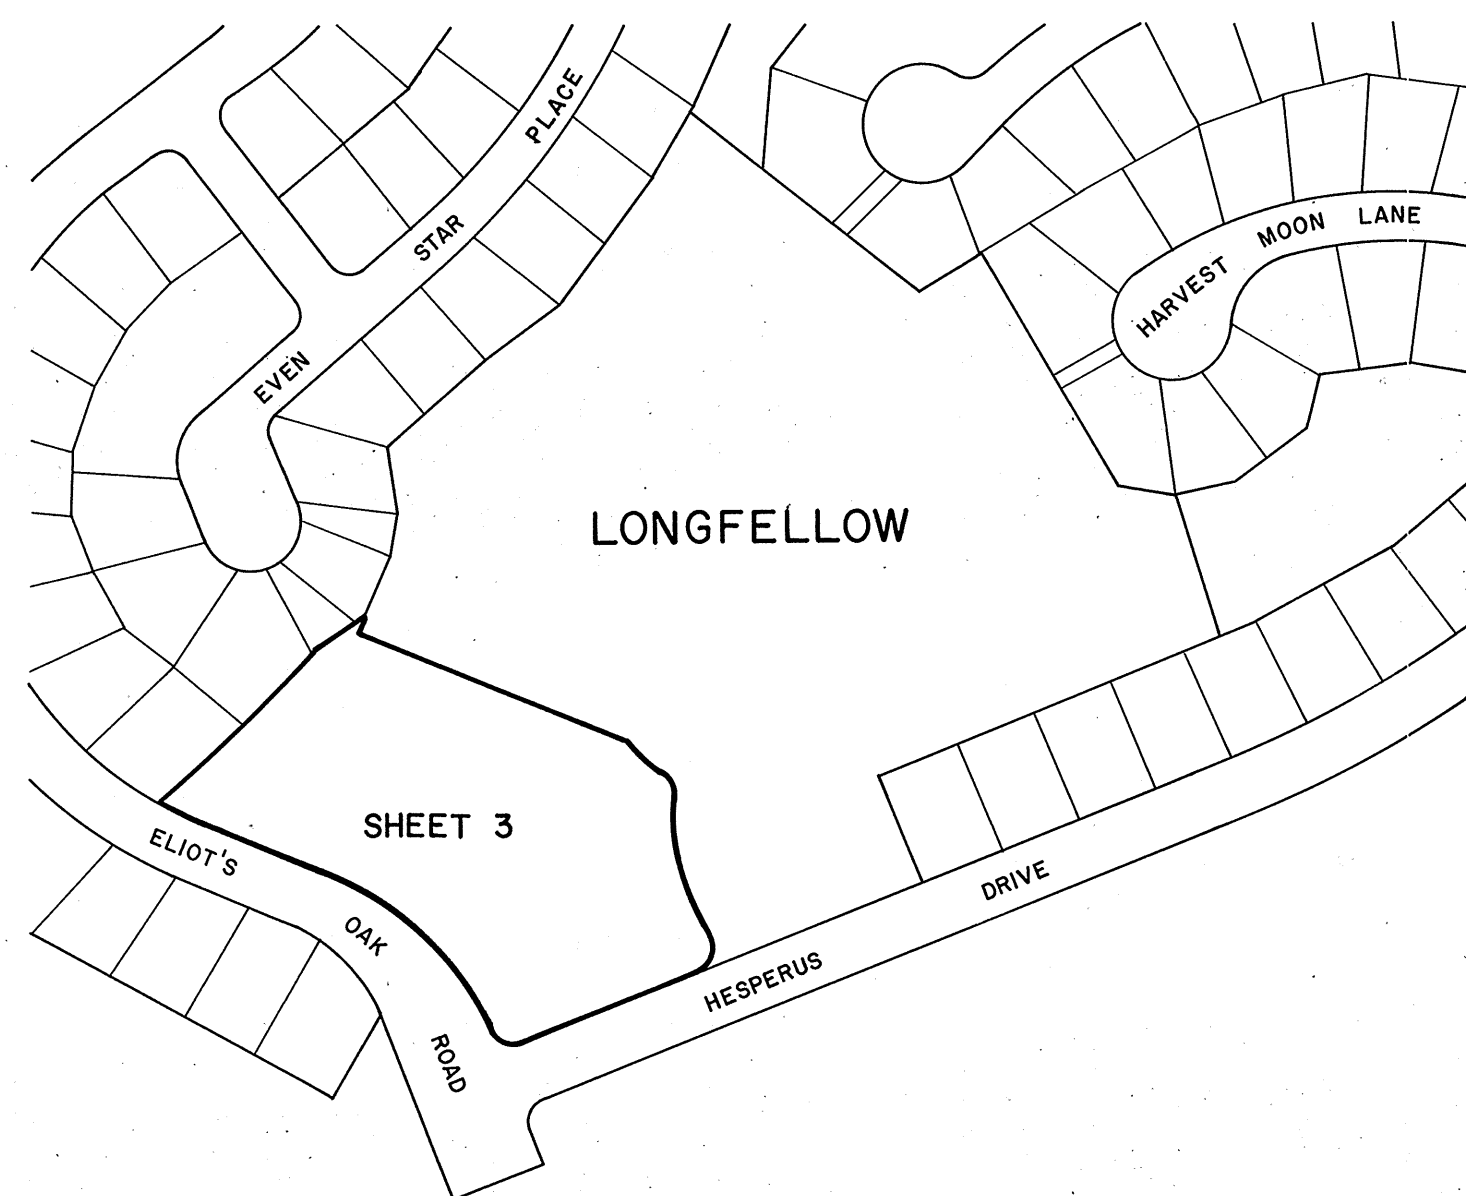 EVEN STAR PLACE
HARVEST MOON LANE
LONGFELLOW
SHEET 3
ELIOT'S OAK ROAD
HESPERUS DRIVE